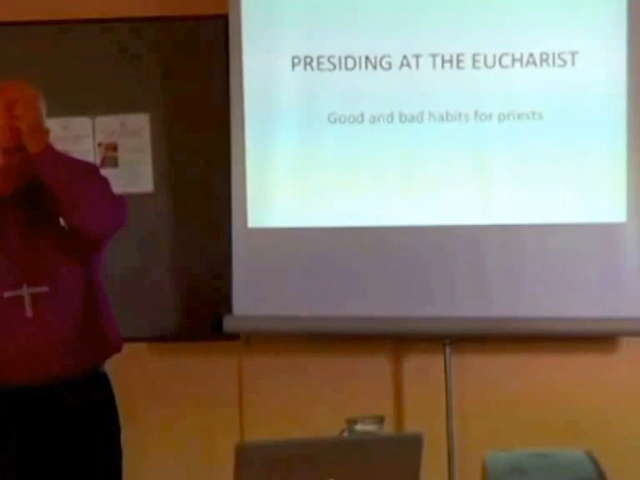 PRESIDING AT THE EUCHARIST
Good and bad habits for priests